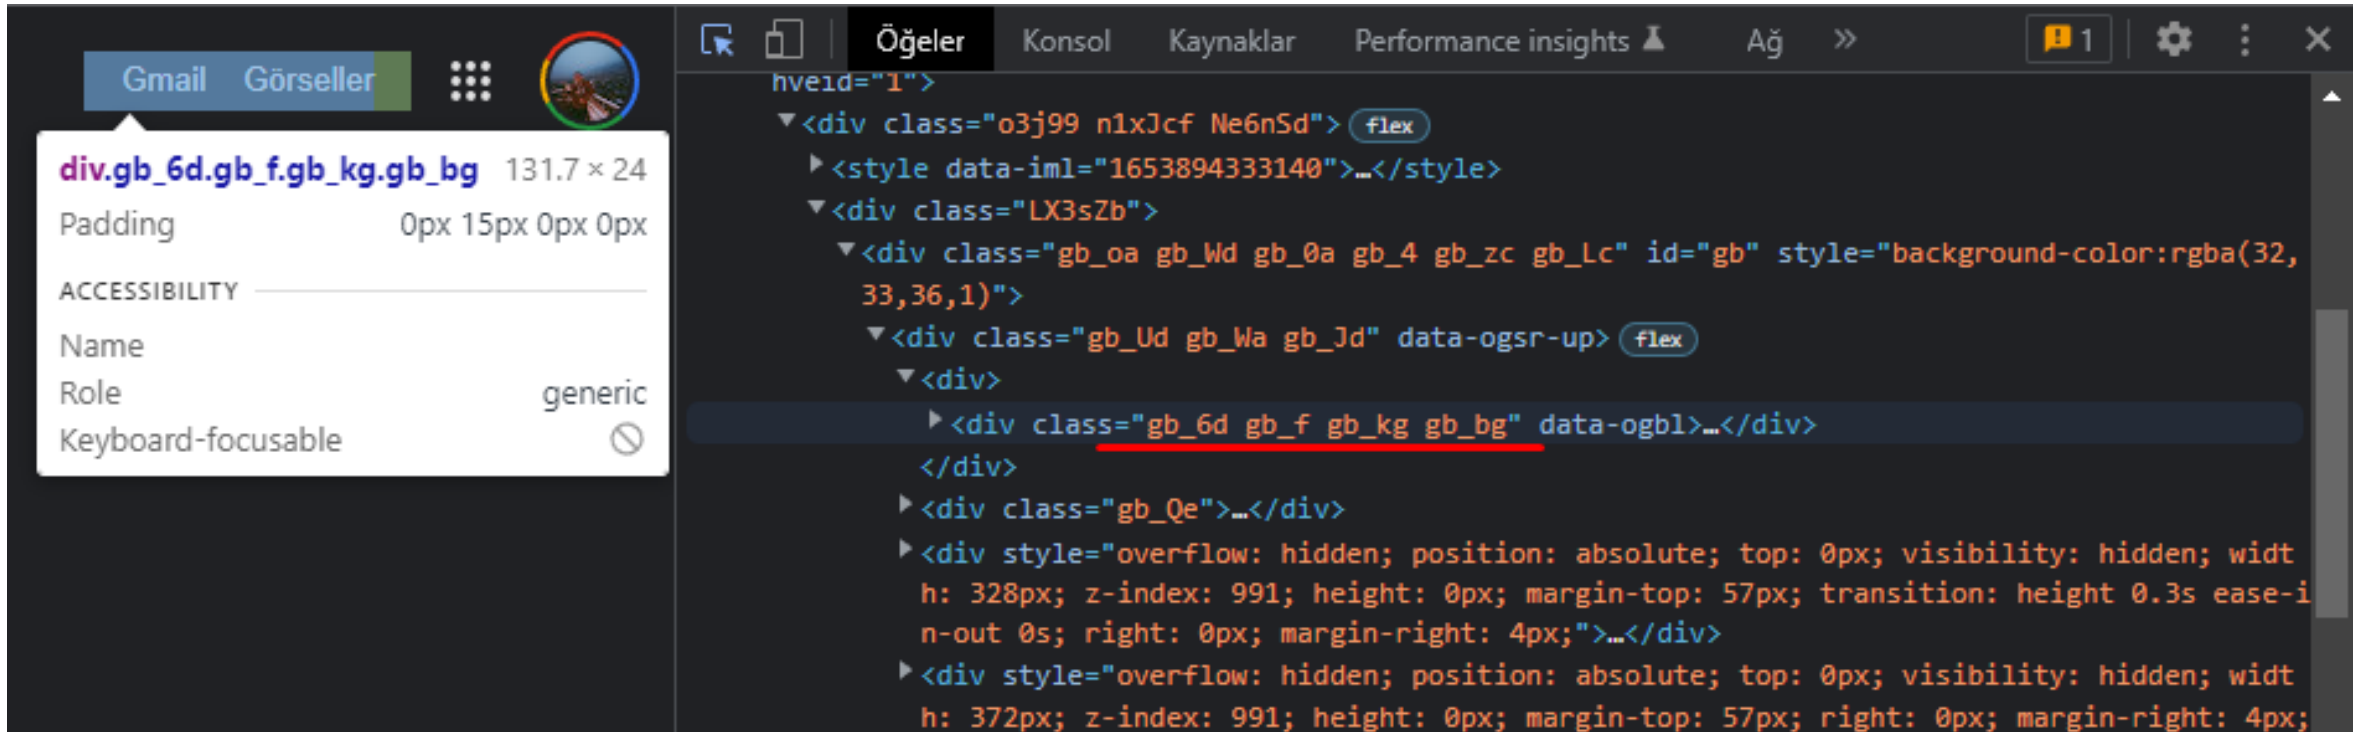 Gmail Görseller
div.gb_6d.gb_f.gb_kg.gb_bg 131.7 × 24
Padding 0px 15px 0px 0px
ACCESSIBILITY
Name
Role generic
Keyboard-focusable
Öğeler Konsol Kaynaklar Performance insights Ağ » 1
hveid="1">
<div class="o3j99 n1xJcf Ne6nSd"> flex
<style data-iml="1653894333140">…</style>
<div class="LX3sZb">
<div class="gb_oa gb_Wd gb_0a gb_4 gb_zc gb_Lc" id="gb" style="background-color:rgba(32,
33,36,1)">
<div class="gb_Ud gb_Wa gb_Jd" data-ogsr-up> flex
<div>
<div class="gb_6d gb_f gb_kg gb_bg" data-ogbl>…</div>
</div>
<div class="gb_Qe">…</div>
<div style="overflow: hidden; position: absolute; top: 0px; visibility: hidden; widt
h: 328px; z-index: 991; height: 0px; margin-top: 57px; transition: height 0.3s ease-i
n-out 0s; right: 0px; margin-right: 4px;">…</div>
<div style="overflow: hidden; position: absolute; top: 0px; visibility: hidden; widt
h: 372px; z-index: 991; height: 0px; margin-top: 57px; right: 0px; margin-right: 4px;